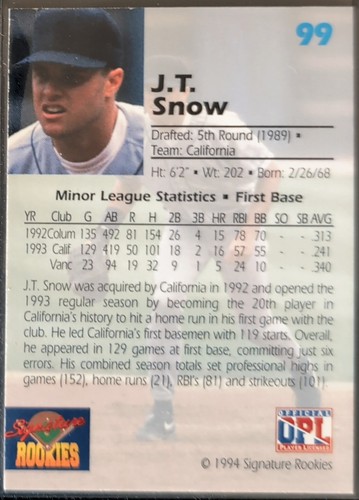 99
J.T.
Snow
Drafted: 5th Round (1989) ▪
Team: California
Ht: 6'2" ▪ Wt: 202 ▪ Born: 2/26/68
Minor League Statistics ▪ First Base
YR Club G AB R H 2B 3B HR RBI BB SO SB AVG
1992 Colum 135 492 81 154 26 4 15 78 70 - - .313
1993 Calif 129 419 50 101 18 2 16 57 55 - - .241
Vanc 23 94 19 32 9 1 5 24 10 - - .340
J.T. Snow was acquired by California in 1992 and opened the
1993 regular season by becoming the 20th player in
California's history to hit a home run in his first game with the
club. He led California's first basemen with 119 starts. Overall,
he appeared in 129 games at first base, committing just six
errors. His combined season totals set professional highs in
games (152), home runs (21), RBI's (81) and strikeouts (101).
Signature
ROOKIES
OFFICIAL
UPL
PLAYER LICENSEE
© 1994 Signature Rookies